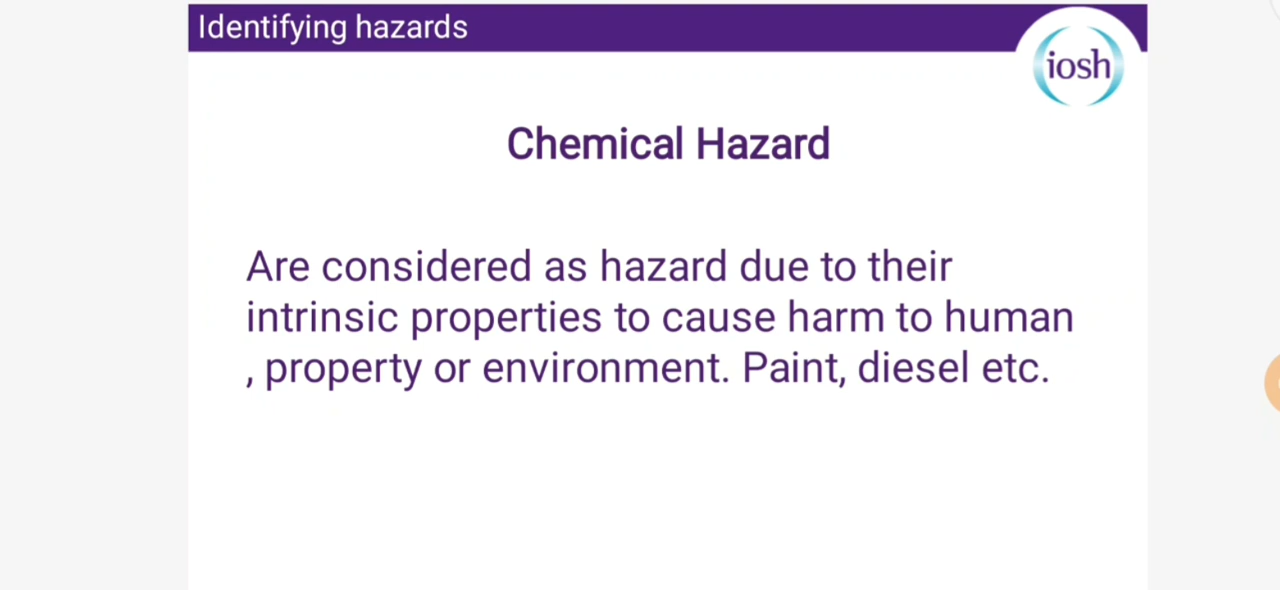 Identifying hazards
iosh
Chemical Hazard
Are considered as hazard due to their
intrinsic properties to cause harm to human
, property or environment. Paint, diesel etc.